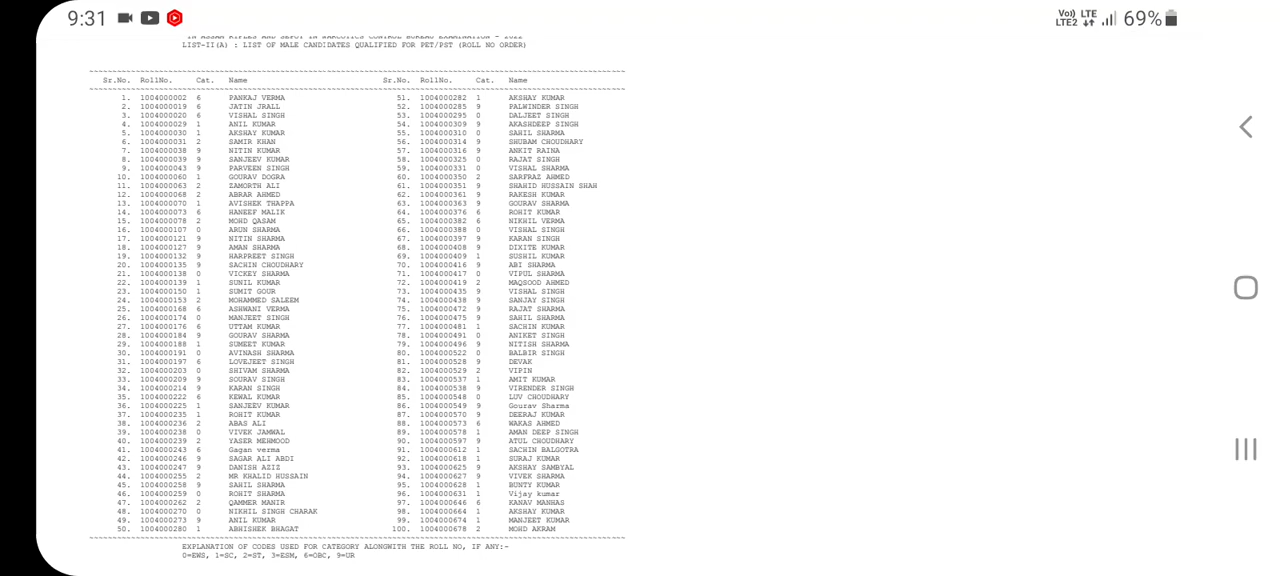 9:31 Vo)) LTE LTE2 69%
IN ASSAM RIFLES AND SEPOY IN NARCOTICS CONTROL BUREAU EXAMINATION - 2022
LIST-II(A) : LIST OF MALE CANDIDATES QUALIFIED FOR PET/PST (ROLL NO ORDER)
Sr.No. RollNo. Cat. Name Sr.No. RollNo. Cat. Name
1. 1004000002 6 PANKAJ VERMA 51. 1004000282 1 AKSHAY KUMAR
2. 1004000019 6 JATIN JRALL 52. 1004000285 9 PALWINDER SINGH
3. 1004000020 6 VISHAL SINGH 53. 1004000295 0 DALJEET SINGH
4. 1004000029 1 ANIL KUMAR 54. 1004000309 9 AKASHDEEP SINGH
5. 1004000030 1 AKSHAY KUMAR 55. 1004000310 0 SAHIL SHARMA
6. 1004000031 2 SAMIR KHAN 56. 1004000314 9 SHUBAM CHOUDHARY
7. 1004000038 9 NITIN KUMAR 57. 1004000316 9 ANKIT RAINA
8. 1004000039 9 SANJEEV KUMAR 58. 1004000325 0 RAJAT SINGH
9. 1004000043 9 PARVEEN SINGH 59. 1004000331 0 VISHAL SHARMA
10. 1004000060 1 GOURAV DOGRA 60. 1004000350 2 SARFRAZ AHMED
11. 1004000063 2 ZAMORTH ALI 61. 1004000351 9 SHAHID HUSSAIN SHAH
12. 1004000068 2 ABRAR AHMED 62. 1004000361 9 RAKESH KUMAR
13. 1004000070 1 AVISHEK THAPPA 63. 1004000363 9 GOURAV SHARMA
14. 1004000073 6 HANEEF MALIK 64. 1004000376 6 ROHIT KUMAR
15. 1004000078 2 MOHD QASAM 65. 1004000382 6 NIKHIL VERMA
16. 1004000107 0 ARUN SHARMA 66. 1004000388 0 VISHAL SINGH
17. 1004000121 9 NITIN SHARMA 67. 1004000397 9 KARAN SINGH
18. 1004000127 9 AMAN SHARMA 68. 1004000408 9 DIXITE KUMAR
19. 1004000132 9 HARPREET SINGH 69. 1004000409 1 SUSHIL KUMAR
20. 1004000135 9 SACHIN CHOUDHARY 70. 1004000416 9 ABI SHARMA
21. 1004000138 0 VICKEY SHARMA 71. 1004000417 0 VIPUL SHARMA
22. 1004000139 1 SUNIL KUMAR 72. 1004000419 2 MAQSOOD AHMED
23. 1004000150 1 SUMIT GOUR 73. 1004000435 9 VISHAL SINGH
24. 1004000153 2 MOHAMMED SALEEM 74. 1004000438 9 SANJAY SINGH
25. 1004000168 6 ASHWANI VERMA 75. 1004000472 9 RAJAT SHARMA
26. 1004000174 0 MANJEET SINGH 76. 1004000475 9 SAHIL SHARMA
27. 1004000176 6 UTTAM KUMAR 77. 1004000481 1 SACHIN KUMAR
28. 1004000184 9 GOURAV SHARMA 78. 1004000491 0 ANIKET SINGH
29. 1004000188 1 SUMEET KUMAR 79. 1004000496 9 NITISH SHARMA
30. 1004000191 0 AVINASH SHARMA 80. 1004000522 0 BALBIR SINGH
31. 1004000197 6 LOVEJEET SINGH 81. 1004000528 9 DEVAK
32. 1004000203 0 SHIVAM SHARMA 82. 1004000529 2 VIPIN
33. 1004000209 9 SOURAV SINGH 83. 1004000537 1 AMIT KUMAR
34. 1004000214 9 KARAN SINGH 84. 1004000538 9 VIRENDER SINGH
35. 1004000222 6 KEWAL KUMAR 85. 1004000548 0 LUV CHOUDHARY
36. 1004000225 1 SANJEEV KUMAR 86. 1004000549 9 Gourav Sharma
37. 1004000235 1 ROHIT KUMAR 87. 1004000570 9 DEERAJ KUMAR
38. 1004000236 2 ABAS ALI 88. 1004000573 6 WAKAS AHMED
39. 1004000238 0 VIVEK JAMWAL 89. 1004000578 1 AMAN DEEP SINGH
40. 1004000239 2 YASER MEHMOOD 90. 1004000597 9 ATUL CHOUDHARY
41. 1004000243 6 Gagan verma 91. 1004000612 1 SACHIN BALGOTRA
42. 1004000246 9 SAGAR ALI ABDI 92. 1004000618 1 SURAJ KUMAR
43. 1004000247 9 DANISH AZIZ 93. 1004000625 9 AKSHAY SAMBYAL
44. 1004000255 2 MR KHALID HUSSAIN 94. 1004000627 9 VIVEK SHARMA
45. 1004000258 9 SAHIL SHARMA 95. 1004000628 1 BUNTY KUMAR
46. 1004000259 0 ROHIT SHARMA 96. 1004000631 1 Vijay kumar
47. 1004000262 2 QAMMER MANIR 97. 1004000646 6 KANAV MANHAS
48. 1004000270 0 NIKHIL SINGH CHARAK 98. 1004000664 1 AKSHAY KUMAR
49. 1004000273 9 ANIL KUMAR 99. 1004000674 1 MANJEET KUMAR
50. 1004000280 1 ABHISHEK BHAGAT 100. 1004000678 2 MOHD AKRAM
EXPLANATION OF CODES USED FOR CATEGORY ALONGWITH THE ROLL NO, IF ANY:-
0=EWS, 1=SC, 2=ST, 3=ESM, 6=OBC, 9=UR